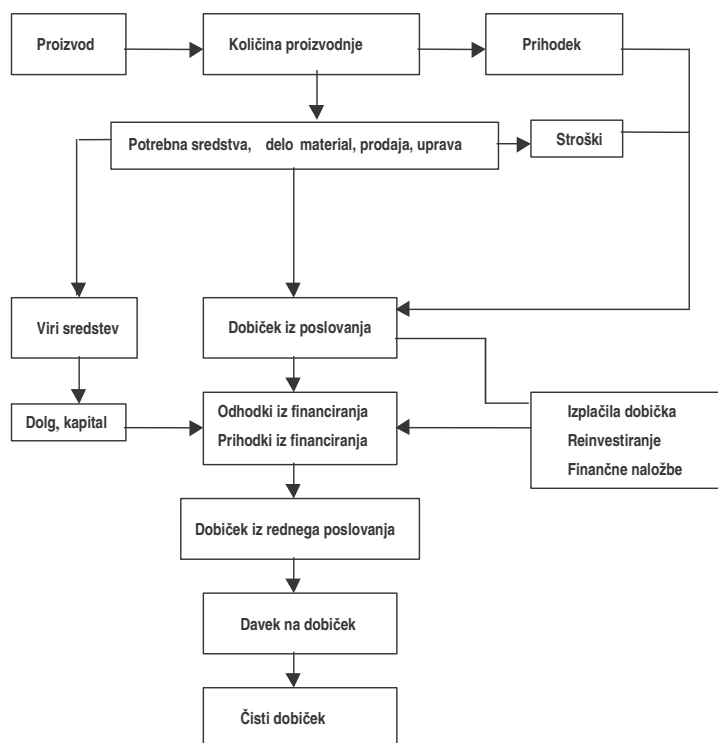 Proizvod
Količina proizvodnje
Prihodek
Potrebna sredstva, delo material, prodaja, uprava
Stroški
Viri sredstev
Dobiček iz poslovanja
Dolg, kapital
Odhodki iz financiranja
Prihodki iz financiranja
Izplačila dobička
Reinvestiranje
Finančne naložbe
Dobiček iz rednega poslovanja
Davek na dobiček
Čisti dobiček